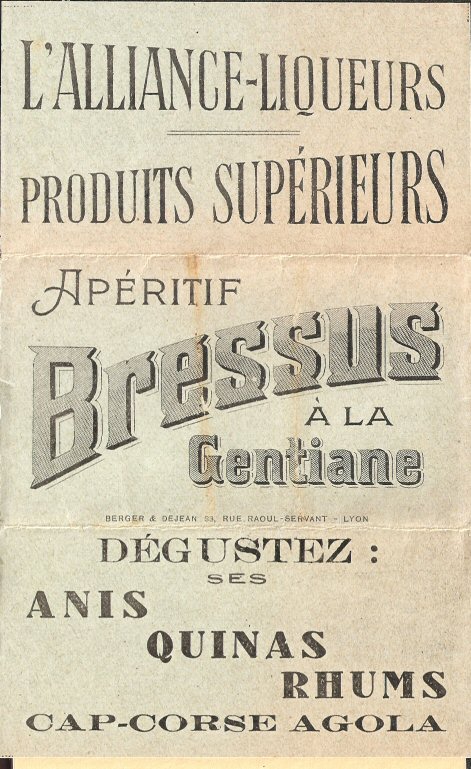 L'ALLIANCE-LIQUEURS
PRODUITS SUPÉRIEURS
APÉRITIF
Bressus
À LA
Gentiane
BERGER & DEJEAN 53, RUE RAOUL-SERVANT - LYON
DÉGUSTEZ :
SES
ANIS
QUINAS
RHUMS
CAP-CORSE AGOLA